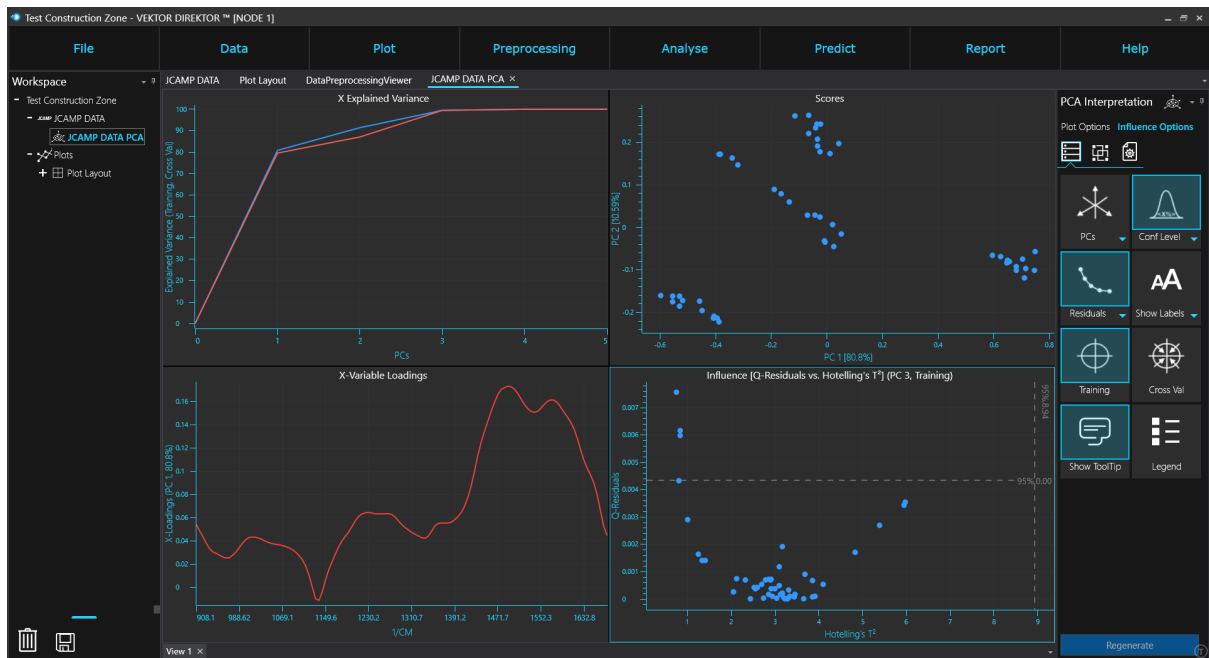 Test Construction Zone - VEKTOR DIREKTOR ™ [NODE 1]
File Data Plot Preprocessing Analyse Predict Report Help
Workspace
Test Construction Zone
JCAMP DATA
JCAMP DATA PCA
Plots
Plot Layout
JCAMP DATA Plot Layout DataPreprocessingViewer JCAMP DATA PCA
X Explained Variance
Explained Variance (Training, Cross Val)
100
90
80
70
60
50
40
30
20
10
0
0 1 2 3 4 5
PCs
Scores
PC 2 [10.59%]
0.2
0.1
0
-0.1
-0.2
-0.6 -0.4 -0.2 0 0.2 0.4 0.6 0.8
PC 1 [80.8%]
X-Variable Loadings
X-Loadings (PC 1, 80.8%)
0.16
0.14
0.12
0.1
0.08
0.06
0.04
0.02
0
908.1 988.62 1069.1 1149.6 1230.2 1310.7 1391.2 1471.7 1552.3 1632.8
1/CM
Influence [Q-Residuals vs. Hotelling's T²] (PC 3, Training)
Q-Residuals
0.007
0.006
0.005
0.004
0.003
0.002
0.001
0
95% 8.94
95% 0.00
1 2 3 4 5 6 7 8 9
Hotelling's T²
View 1
PCA Interpretation
Plot Options Influence Options
<X%>
PCs Conf Level
AA
Residuals Show Labels
Training Cross Val
Show ToolTip Legend
Regenerate